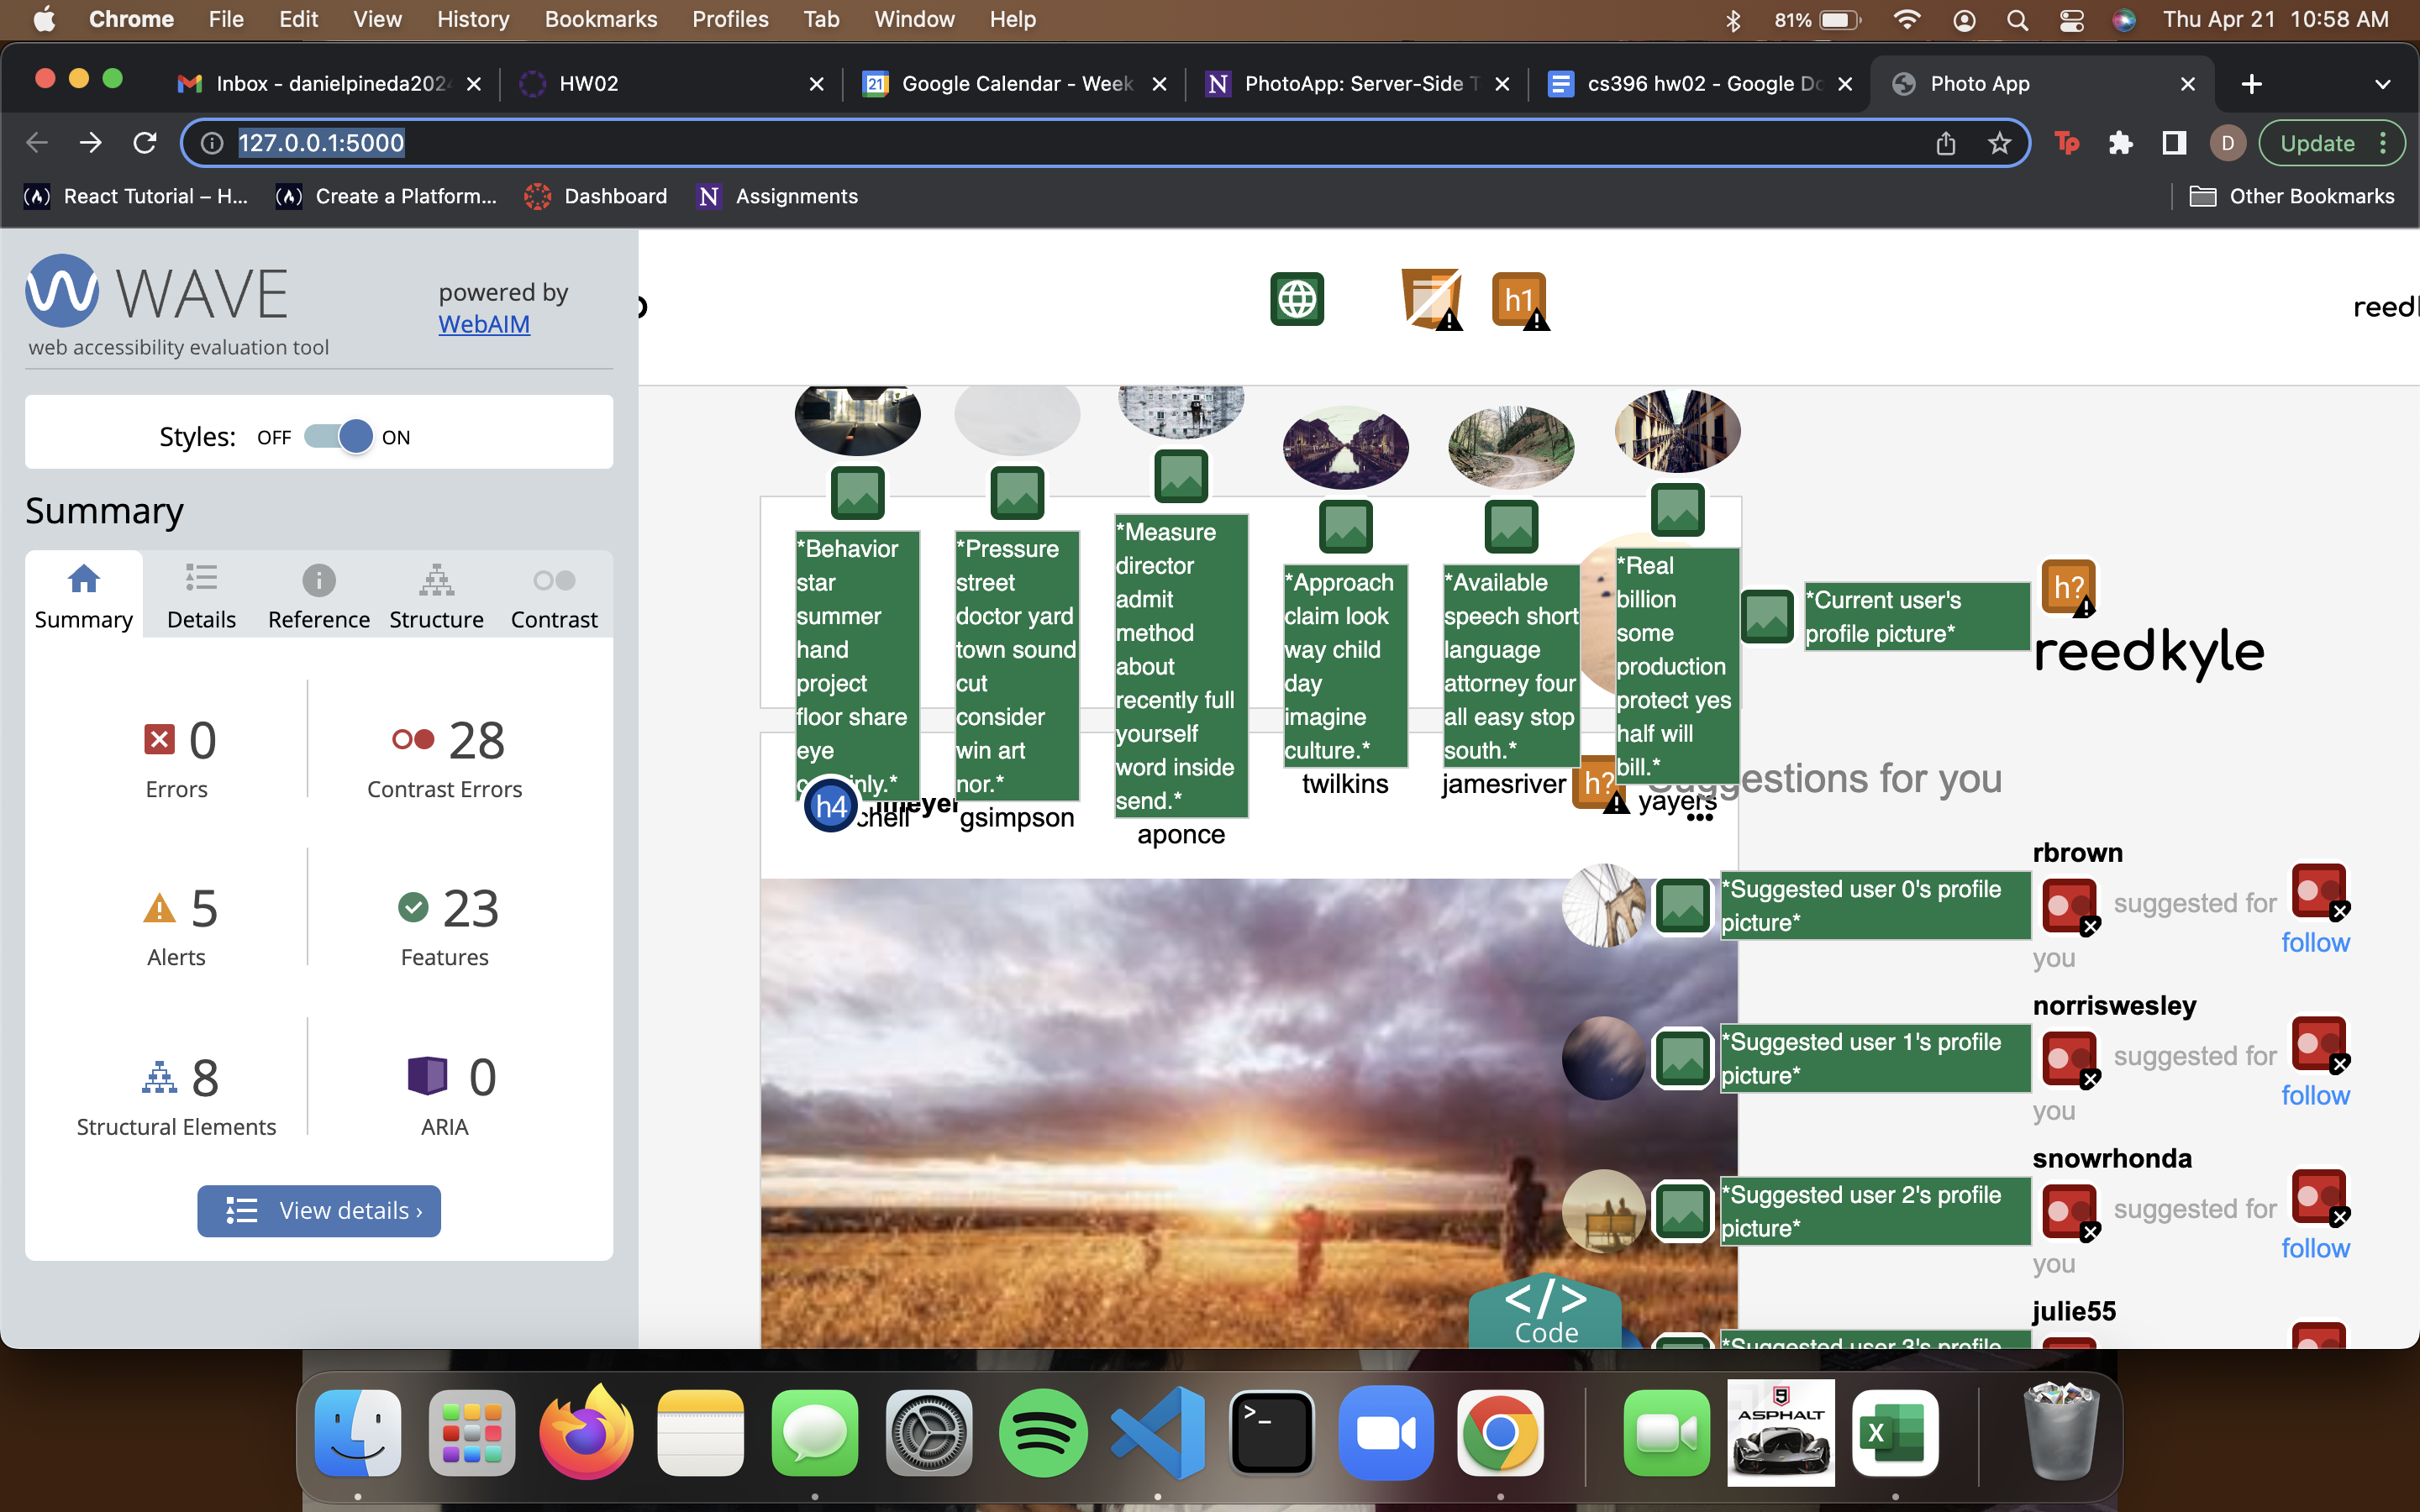 Chrome File Edit View History Bookmarks Profiles Tab Window Help 81% Thu Apr 21 10:58 AM
Inbox - danielpineda202 HW02 21 Google Calendar - Week N PhotoApp: Server-Side T cs396 hw02 - Google Do Photo App
127.0.0.1:5000 Tp D Update
React Tutorial – H... Create a Platform... Dashboard N Assignments Other Bookmarks
WAVE
powered by
WebAIM
web accessibility evaluation tool
Styles: OFF ON
Summary
Summary Details Reference Structure Contrast
0
Errors
28
Contrast Errors
5
Alerts
23
Features
8
Structural Elements
0
ARIA
View details ›
h1
reedk
*Behavior
star
summer
hand
project
floor share
eye
nly.*
chell
*Pressure
street
doctor yard
town sound
cut
consider
win art
nor.*
gsimpson
*Measure
director
admit
method
about
recently full
yourself
word inside
send.*
aponce
*Approach
claim look
way child
day
imagine
culture.*
twilkins
*Available
speech short
language
attorney four
all easy stop
south.*
jamesriver
*Real
billion
some
production
protect yes
half will
bill.*
yayers
h4
meyer
h?
•••
*Current user's
profile picture*
h?
reedkyle
estions for you
*Suggested user 0's profile
picture*
rbrown
suggested for
you
follow
*Suggested user 1's profile
picture*
norriswesley
suggested for
you
follow
*Suggested user 2's profile
picture*
snowrhonda
suggested for
you
follow
*Suggested user 3's profile
julie55
</>
Code
>_
9
ASPHALT
X